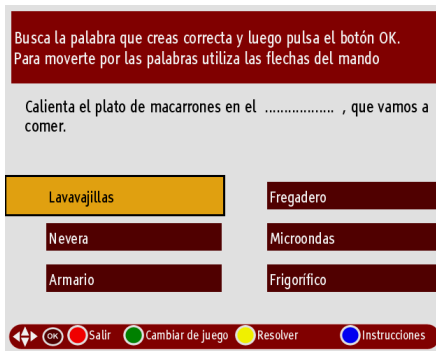 Busca la palabra que creas correcta y luego pulsa el botón OK.
Para moverte por las palabras utiliza las flechas del mando
Calienta el plato de macarrones en el .................. , que vamos a
comer.
Lavavajillas
Fregadero
Nevera
Microondas
Armario
Frigorífico
OK Salir Cambiar de juego Resolver Instrucciones